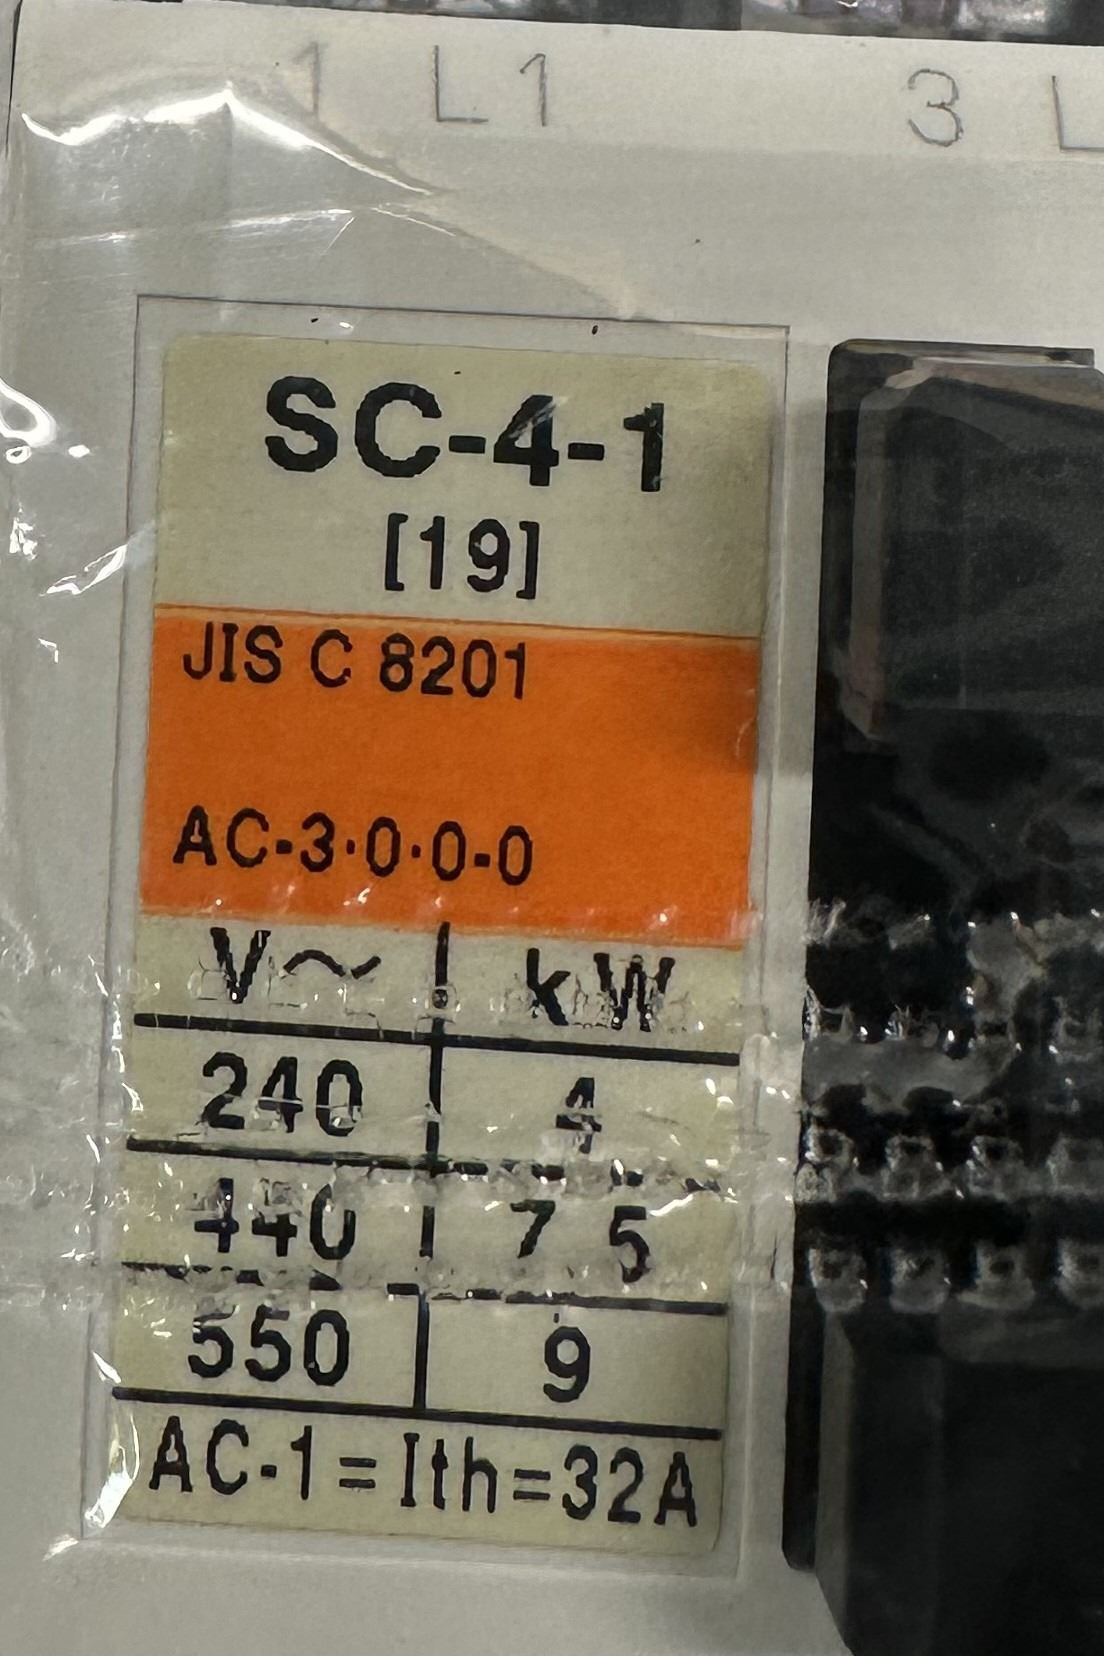 1 L1 3 L
SC-4-1
[19]
JIS C 8201
AC-3·0·0-0
V~ kW
240 4
440 7 5
550 9
AC-1=Ith=32A